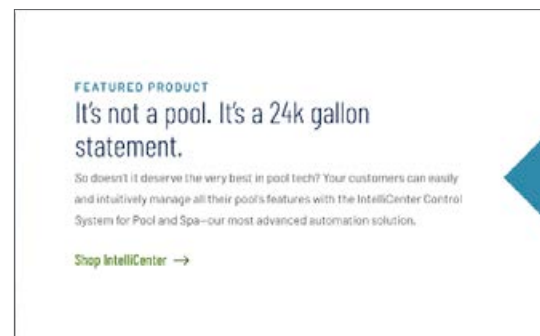 FEATURED PRODUCT
It's not a pool. It's a 24k gallon
statement.
So doesn't it deserve the very best in pool tech? Your customers can easily
and intuitively manage all their pool's features with the IntelliCenter Control
System for Pool and Spa—our most advanced automation solution.
Shop IntelliCenter →